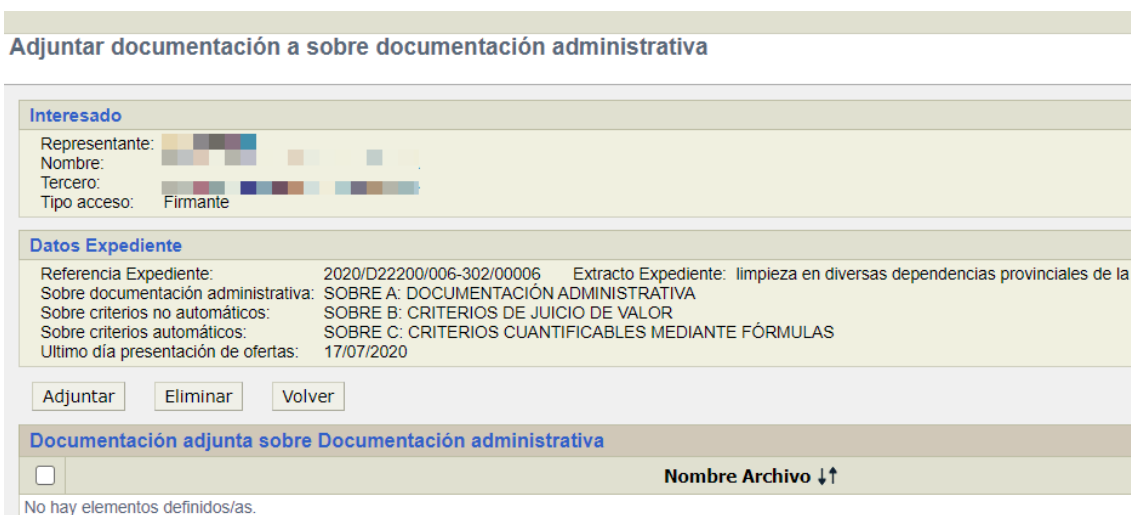 Adjuntar documentación a sobre documentación administrativa
Interesado
Representante:
Nombre:
Tercero:
Tipo acceso: Firmante
Datos Expediente
Referencia Expediente: 2020/D22200/006-302/00006 Extracto Expediente: limpieza en diversas dependencias provinciales de la
Sobre documentación administrativa: SOBRE A: DOCUMENTACIÓN ADMINISTRATIVA
Sobre criterios no automáticos: SOBRE B: CRITERIOS DE JUICIO DE VALOR
Sobre criterios automáticos: SOBRE C: CRITERIOS CUANTIFICABLES MEDIANTE FÓRMULAS
Ultimo día presentación de ofertas: 17/07/2020
Adjuntar Eliminar Volver
Documentación adjunta sobre Documentación administrativa
Nombre Archivo ↓↑
No hay elementos definidos/as.